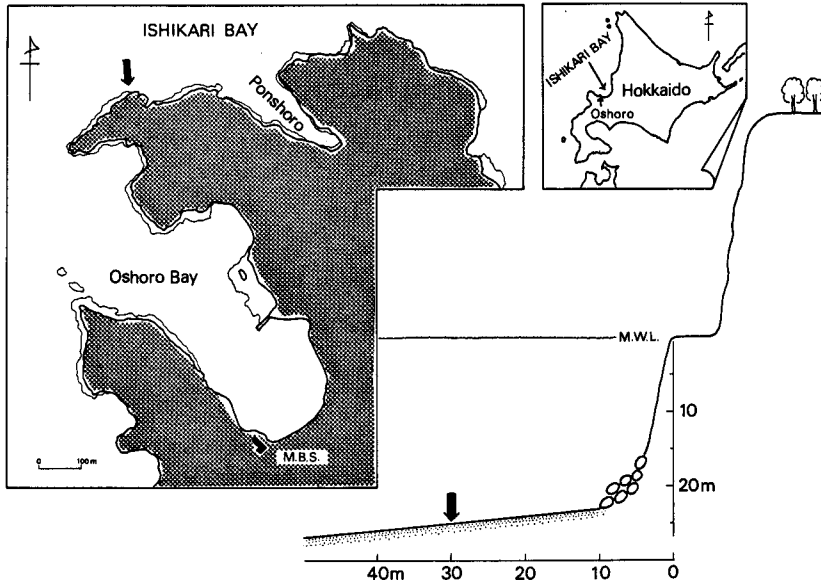 ISHIKARI BAY
Ponshoro
Oshoro Bay
M.B.S.
0 100m
ISHIKARI BAY
Hokkaido
Oshoro
M.W.L.
10
20m
40m 30 20 10 0